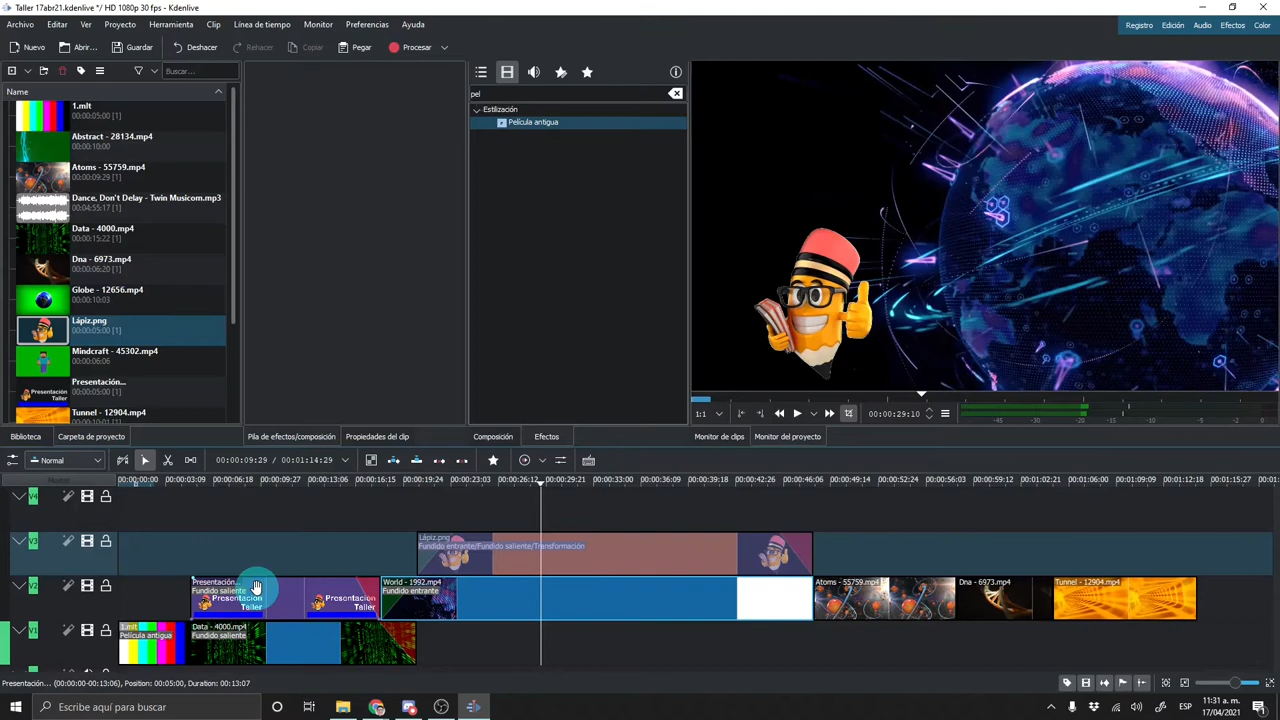 Taller 17abr21.kdenlive */ HD 1080p 30 fps - Kdenlive
Archivo Editar Ver Proyecto Herramienta Clip Línea de tiempo Monitor Preferencias Ayuda
Registro Edición Audio Efectos Color
Nuevo Abrir... Guardar Deshacer Rehacer Copiar Pegar Procesar
Buscar...
Name
1.mlt
00:00:05:00 [1]
Abstract - 28134.mp4
00:00:10:00
Atoms - 55759.mp4
00:00:09:29 [1]
Dance, Don't Delay - Twin Musicom.mp3
00:04:55:17 [1]
Data - 4000.mp4
00:00:15:22 [1]
Dna - 6973.mp4
00:00:06:20 [1]
Globe - 12656.mp4
00:00:10:03
Lápiz.png
00:00:05:00 [1]
Mindcraft - 45302.mp4
00:00:06:06
Presentación...
00:00:05:00 [1]
Presentación
Taller
Tunnel - 12904.mp4
00:00:10:01 [1]
pel
Estilización
Película antigua
1:1 00:00:29:10
-45 -30 -20 -15 -10 -5 -2 0
Biblioteca Carpeta de proyecto Pila de efectos/composición Propiedades del clip Composición Efectos Monitor de clips Monitor del proyecto
Normal 00:00:09:29 / 00:01:14:29
00:00:00:00 00:00:03:09 00:00:06:18 00:00:09:27 00:00:13:06 00:00:16:15 00:00:19:24 00:00:23:03 00:00:26:12 00:00:29:21 00:00:33:00 00:00:36:09 00:00:39:18 00:00:42:26 00:00:46:06 00:00:49:14 00:00:52:24 00:00:56:03 00:00:59:12 00:01:02:21 00:01:06:00 00:01:09:09 00:01:12:18 00:01:15:27
V4
V3
Lápiz.png
Fundido entrante/Fundido saliente/Transformación
V2
Presentación...
Fundido saliente
Presentación
Taller
Presentación
Taller
World - 1992.mp4
Fundido entrante
Atoms - 55759.mp4
Dna - 6973.mp4
Tunnel - 12904.mp4
V1
1.mlt
Película antigua
Data - 4000.mp4
Fundido saliente
Presentación... (00:00:00-00:13:06), Position: 00:05:00, Duration: 00:13:07
Escribe aquí para buscar
ESP
11:31 a. m.
17/04/2021
1